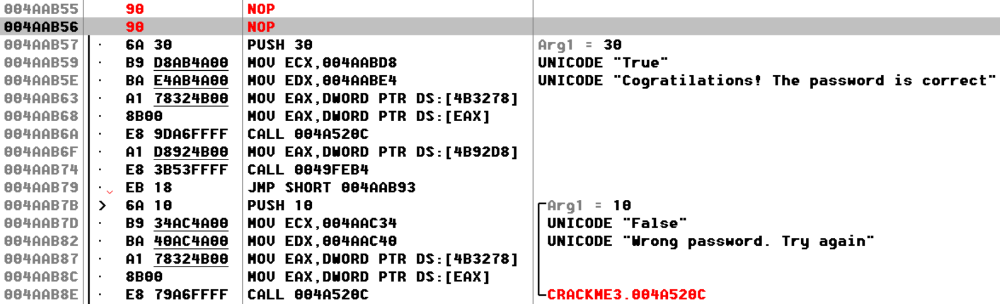 004AAB55 90 NOP
004AAB56 90 NOP
004AAB57 · 6A 30 PUSH 30 Arg1 = 30
004AAB59 · B9 D8AB4A00 MOV ECX,004AABD8 UNICODE "True"
004AAB5E · BA E4AB4A00 MOV EDX,004AABE4 UNICODE "Cogratilations! The password is correct"
004AAB63 · A1 78324B00 MOV EAX,DWORD PTR DS:[4B3278]
004AAB68 · 8B00 MOV EAX,DWORD PTR DS:[EAX]
004AAB6A · E8 9DA6FFFF CALL 004A520C
004AAB6F · A1 D8924B00 MOV EAX,DWORD PTR DS:[4B92D8]
004AAB74 · E8 3B53FFFF CALL 0049FEB4
004AAB79 · EB 18 JMP SHORT 004AAB93
004AAB7B > 6A 10 PUSH 10 Arg1 = 10
004AAB7D · B9 34AC4A00 MOV ECX,004AAC34 UNICODE "False"
004AAB82 · BA 40AC4A00 MOV EDX,004AAC40 UNICODE "Wrong password. Try again"
004AAB87 · A1 78324B00 MOV EAX,DWORD PTR DS:[4B3278]
004AAB8C · 8B00 MOV EAX,DWORD PTR DS:[EAX]
004AAB8E · E8 79A6FFFF CALL 004A520C CRACKME3.004A520C